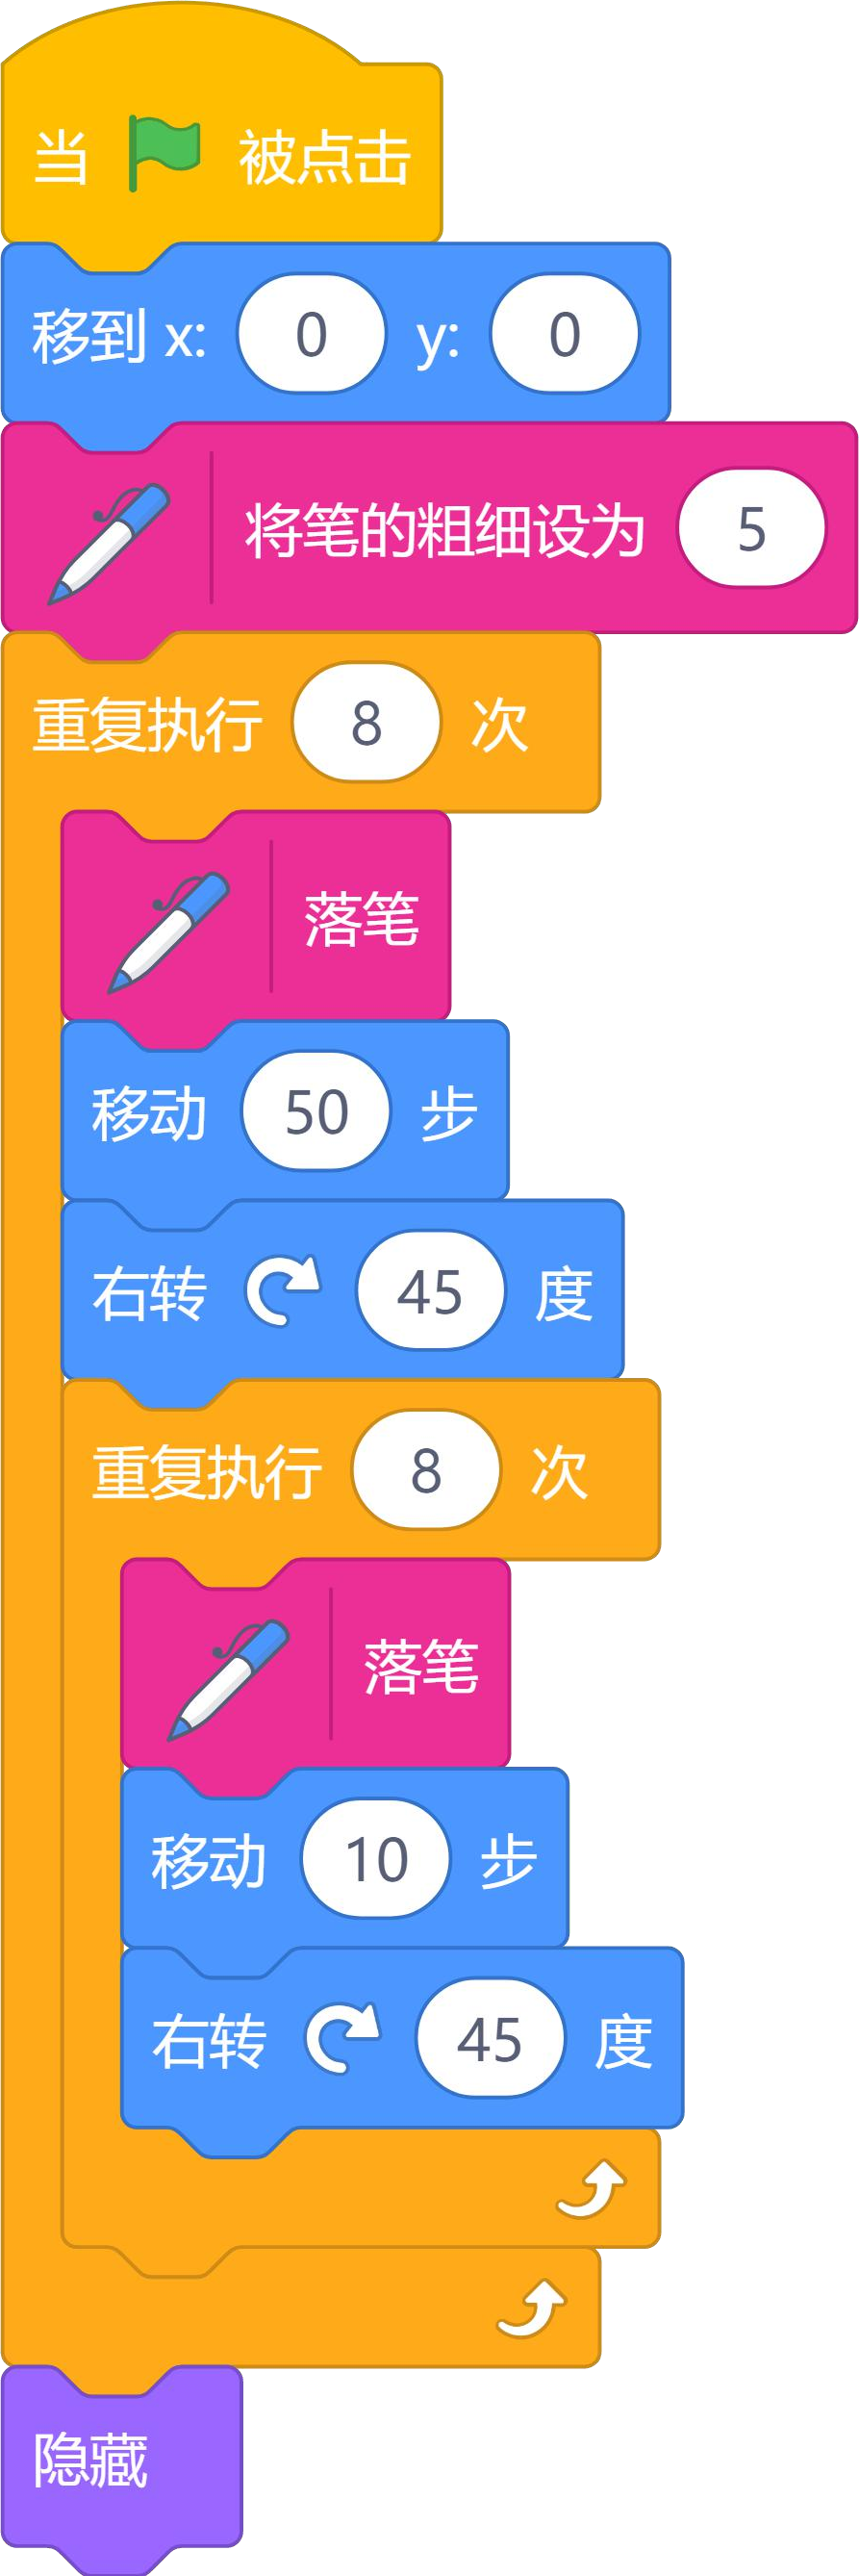 当 被点击
移到 x: 0 y: 0
将笔的粗细设为 5
重复执行 8 次
落笔
移动 50 步
右转 45 度
重复执行 8 次
落笔
移动 10 步
右转 45 度
隐藏